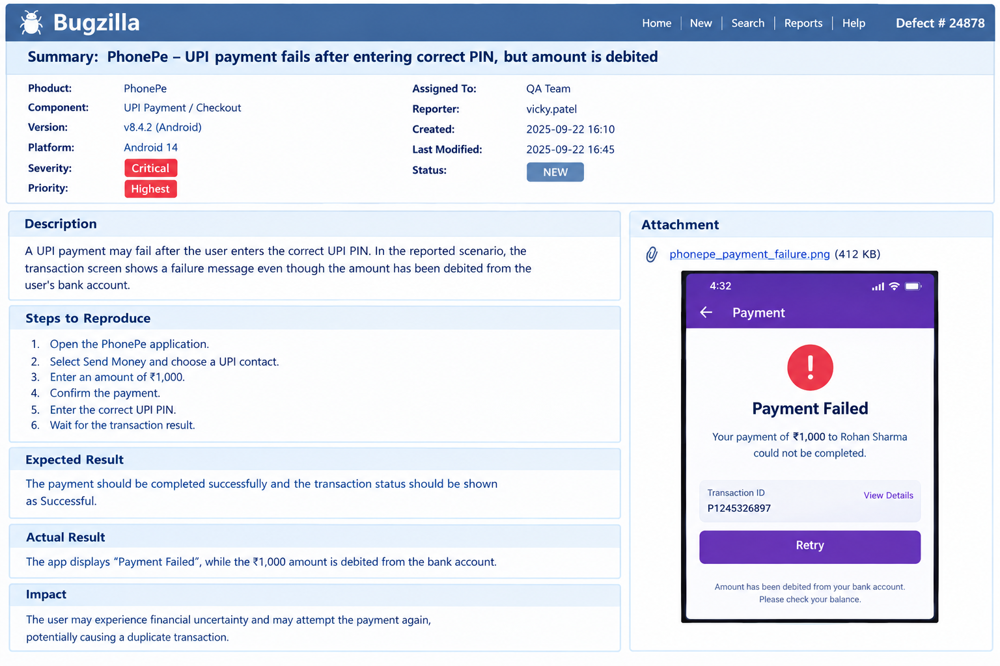 Bugzilla
Home
New
Search
Reports
Help
Defect # 24878
Summary: PhonePe – UPI payment fails after entering correct PIN, but amount is debited
Phoduct: PhonePe
Component: UPI Payment / Checkout
Version: v8.4.2 (Android)
Platform: Android 14
Severity: Critical
Priority: Highest
Assigned To: QA Team
Reporter: vicky.patel
Created: 2025-09-22 16:10
Last Modified: 2025-09-22 16:45
Status: NEW
Description
A UPI payment may fail after the user enters the correct UPI PIN. In the reported scenario, the
transaction screen shows a failure message even though the amount has been debited from the
user's bank account.
Steps to Reproduce
1. Open the PhonePe application.
2. Select Send Money and choose a UPI contact.
3. Enter an amount of ₹1,000.
4. Confirm the payment.
5. Enter the correct UPI PIN.
6. Wait for the transaction result.
Expected Result
The payment should be completed successfully and the transaction status should be shown
as Successful.
Actual Result
The app displays “Payment Failed”, while the ₹1,000 amount is debited from the bank account.
Impact
The user may experience financial uncertainty and may attempt the payment again,
potentially causing a duplicate transaction.
Attachment
phonepe_payment_failure.png (412 KB)
4:32
Payment
Payment Failed
Your payment of ₹1,000 to Rohan Sharma
could not be completed.
Transaction ID
P1245326897
View Details
Retry
Amount has been debited from your bank account.
Please check your balance.